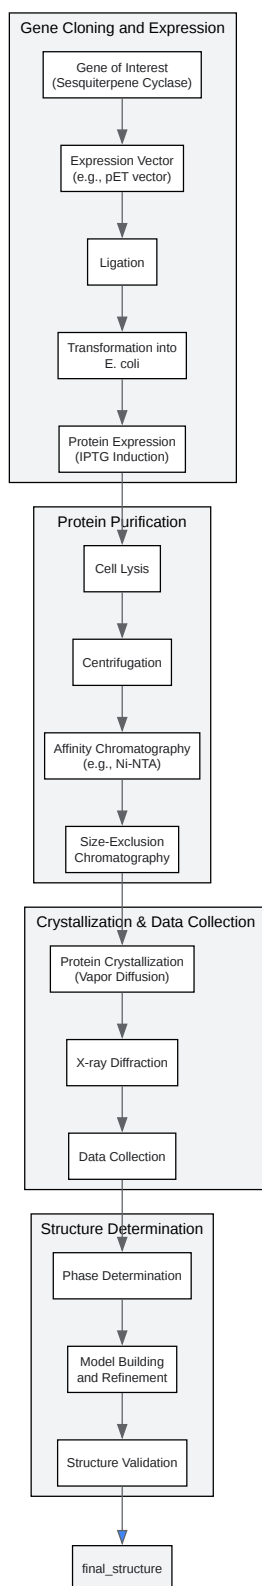 Gene Cloning and Expression
Gene of Interest
(Sesquiterpene Cyclase)
Expression Vector
(e.g., pET vector)
Ligation
Transformation into
E. coli
Protein Expression
(IPTG Induction)
Protein Purification
Cell Lysis
Centrifugation
Affinity Chromatography
(e.g., Ni-NTA)
Size-Exclusion
Chromatography
Crystallization & Data Collection
Protein Crystallization
(Vapor Diffusion)
X-ray Diffraction
Data Collection
Structure Determination
Phase Determination
Model Building
and Refinement
Structure Validation
final_structure